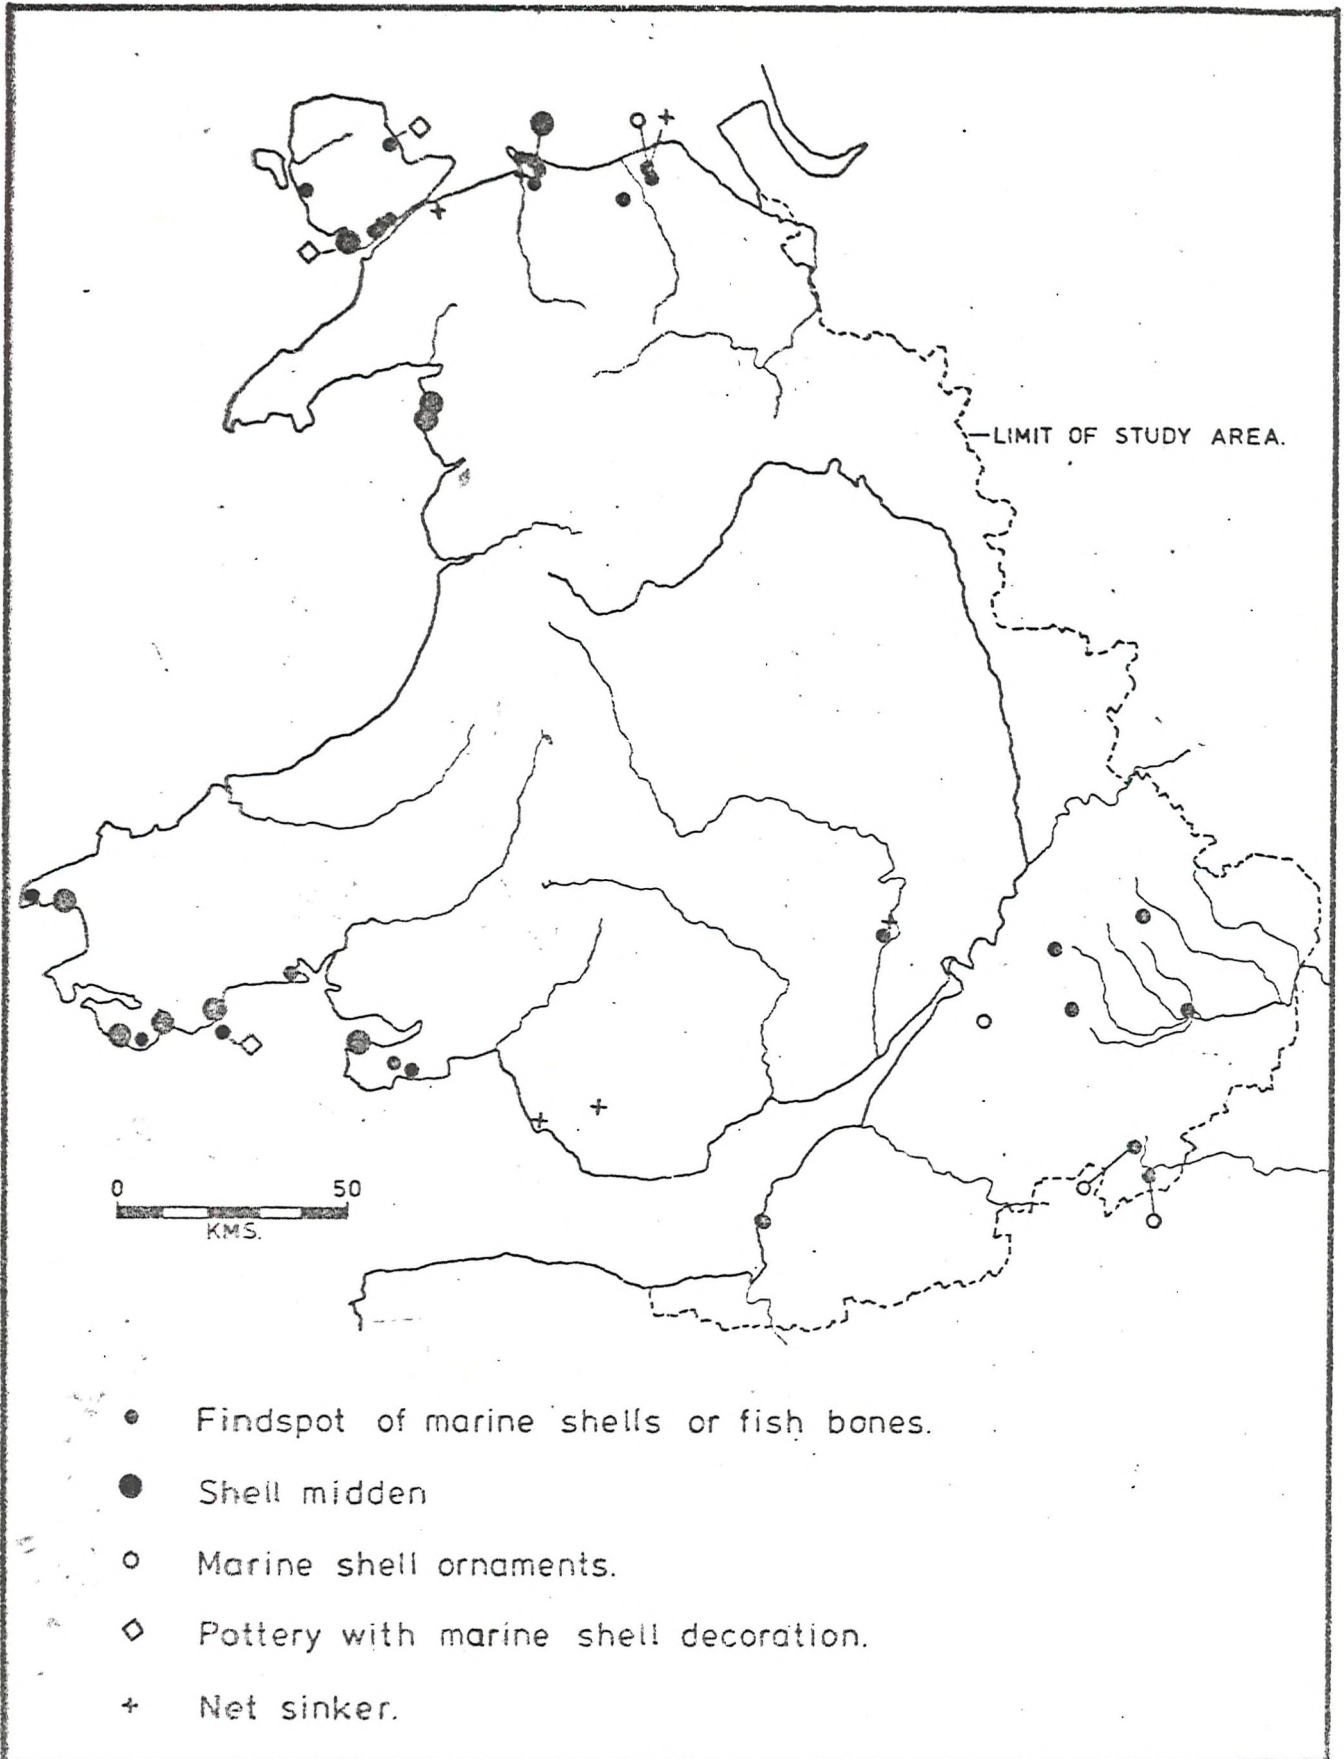 LIMIT OF STUDY AREA.
0 50
KMS.
Findspot of marine shells or fish bones.
Shell midden
Marine shell ornaments.
Pottery with marine shell decoration.
Net sinker.